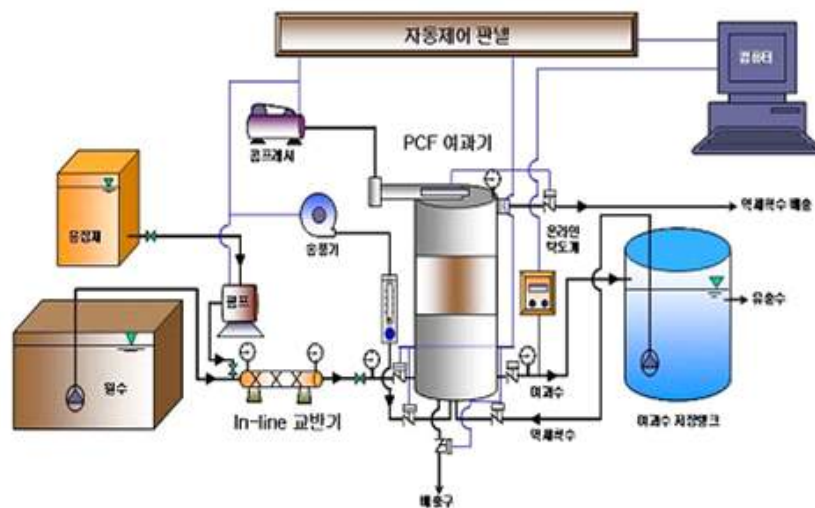 자동제어 판넬
컴퓨터
PCF 여과기
콤프레셔
응집제
송풍기
온라인
탁도계
역세척수 배출
펌프
유출수
원수
In-line 교반기
여과수
역세척수
여과수 저장탱크
배출구